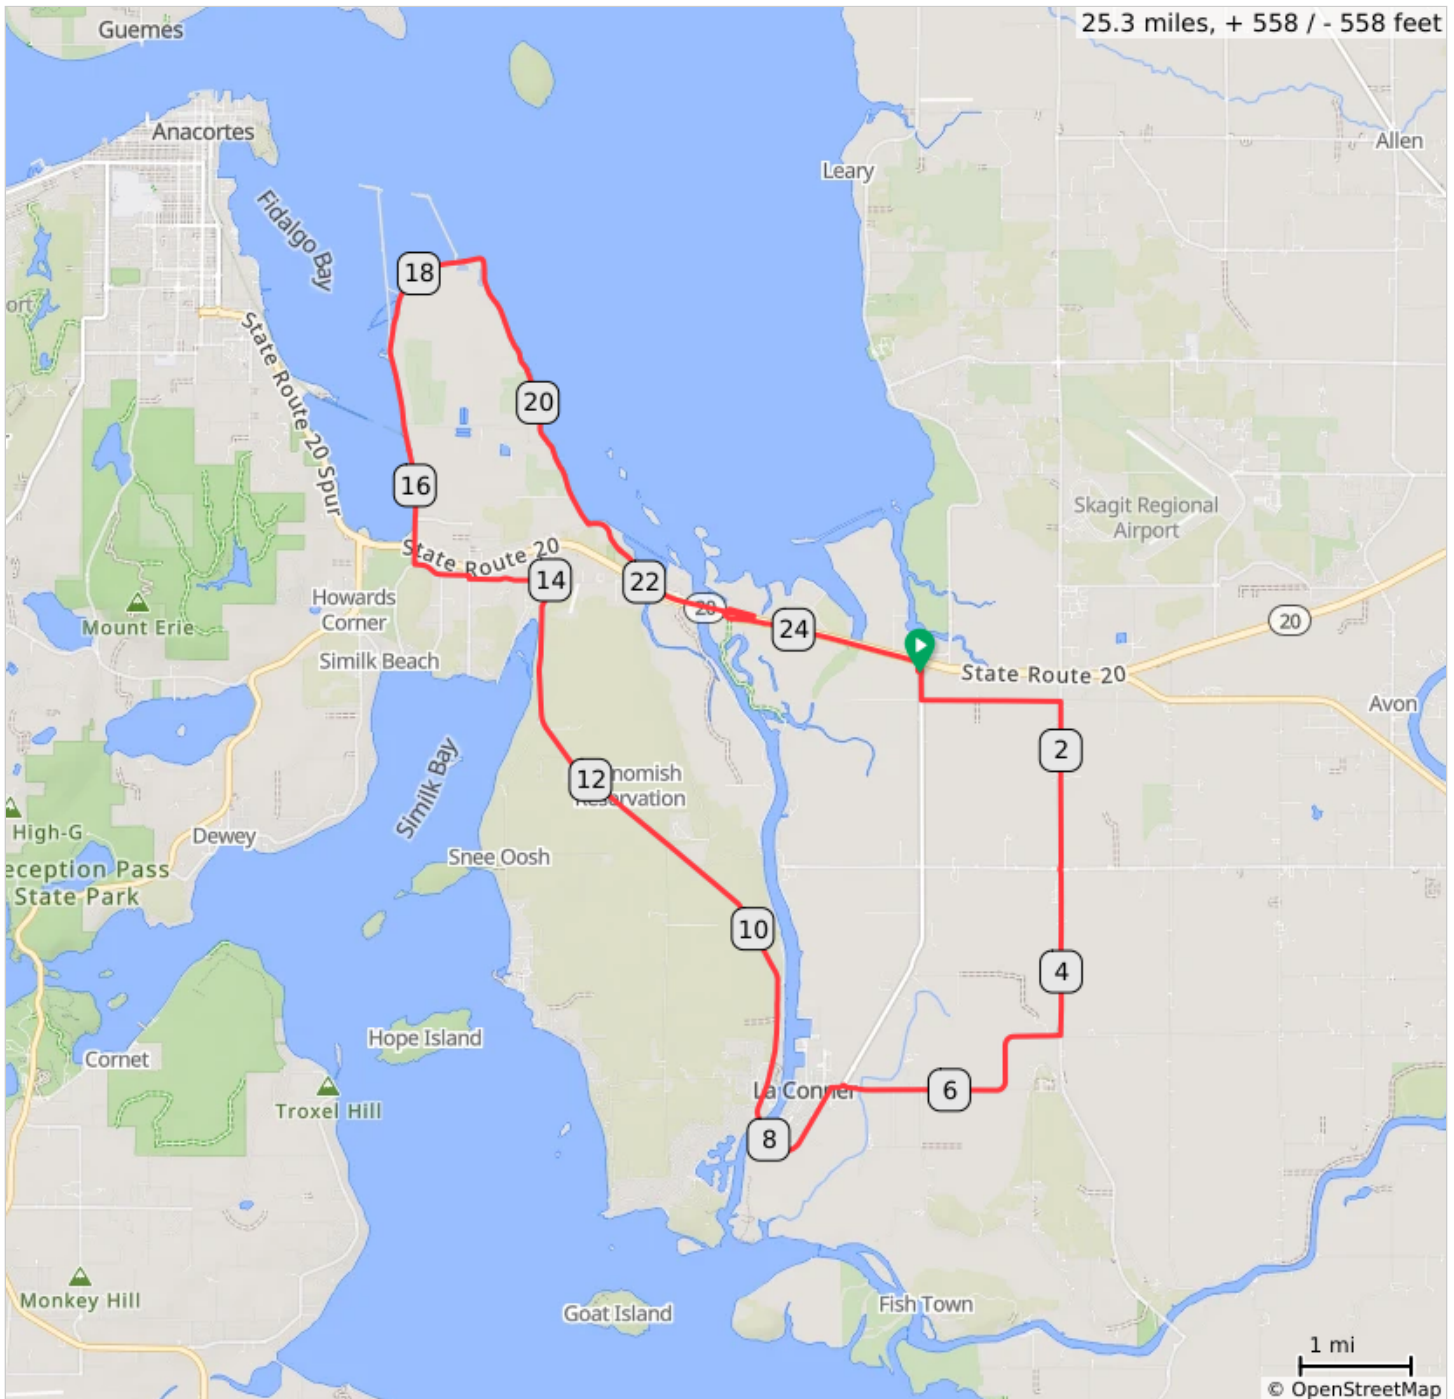 25.3 miles, + 558 / - 558 feet
Guemes
Anacortes
Allen
Leary
Fidalgo
Bay
18
ort
State Route 20 Spur
20
16
Skagit Regional
Airport
State Route 20
14
22
20
24
20
Howards
Corner
Mount Erie
Similk Beach
State Route 20
Avon
2
Similk Bay
12
nomish
Reservation
High-G
Dewey
Snee Oosh
eception Pass
State Park
10
4
Hope Island
Cornet
La Conner
6
Troxel Hill
8
Monkey Hill
Goat Island
Fish Town
1 mi
© OpenStreetMap